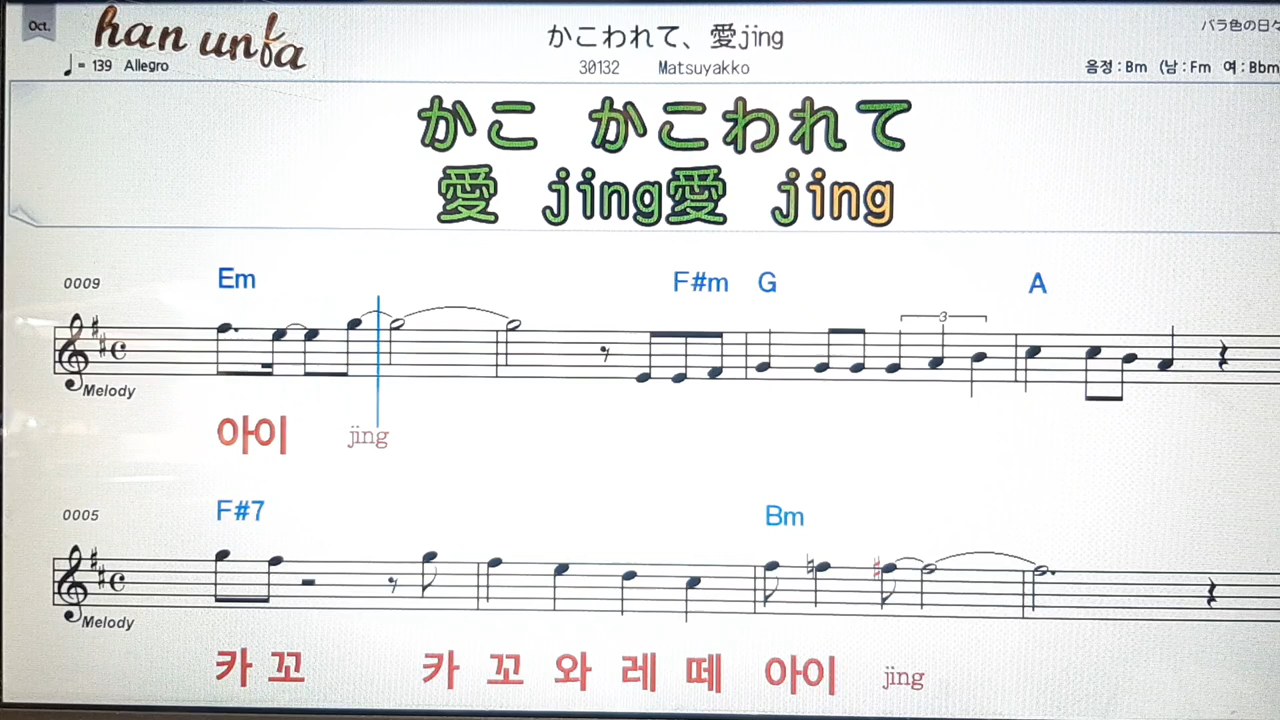 Oct.
han unfa
♩= 139 Allegro
かこわれて、愛jing
30132 Matsuyakko
バラ色の日々
음정:Bm (남:Fm 여:Bbm
かこ かこわれて
愛 jing愛 jing
0009
Em F#m G A
3
Melody
아이 jing
0005
F#7 Bm
Melody
카 꼬 카 꼬 와 레 떼 아이 jing